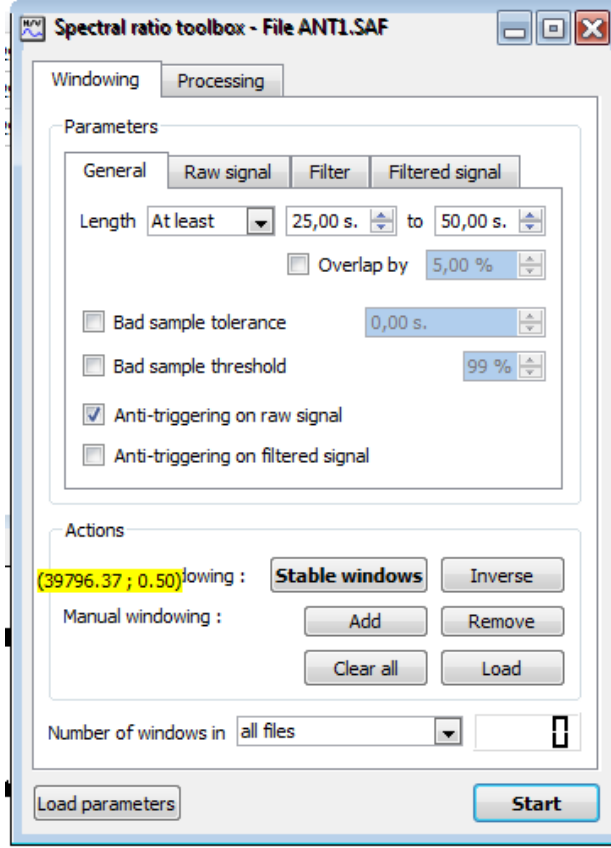 Spectral ratio toolbox - File ANT1.SAF
Windowing Processing
Parameters
General Raw signal Filter Filtered signal
Length At least 25,00 s. to 50,00 s.
Overlap by 5,00 %
Bad sample tolerance 0,00 s.
Bad sample threshold 99 %
Anti-triggering on raw signal
Anti-triggering on filtered signal
Actions
(39796.37 ; 0.50) dowing : Stable windows Inverse
Manual windowing : Add Remove
Clear all Load
Number of windows in all files 0
Load parameters Start